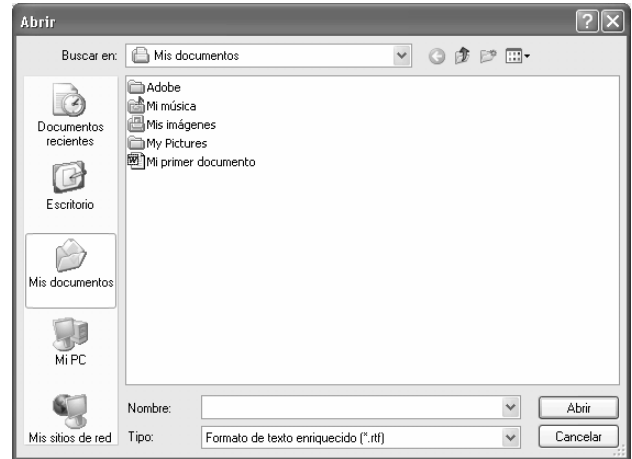 Abrir
Buscar en: Mis documentos
Documentos
recientes
Escritorio
Mis documentos
Mi PC
Mis sitios de red
Adobe
Mi música
Mis imágenes
My Pictures
Mi primer documento
Nombre:
Abrir
Tipo: Formato de texto enriquecido (*.rtf)
Cancelar